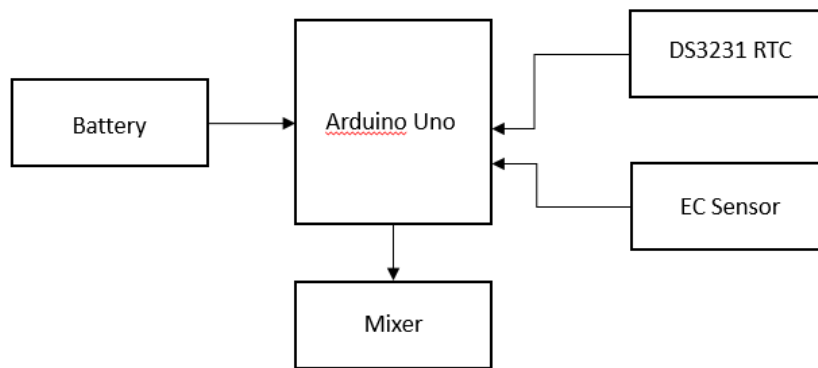 DS3231 RTC
Battery
Arduino Uno
EC Sensor
Mixer